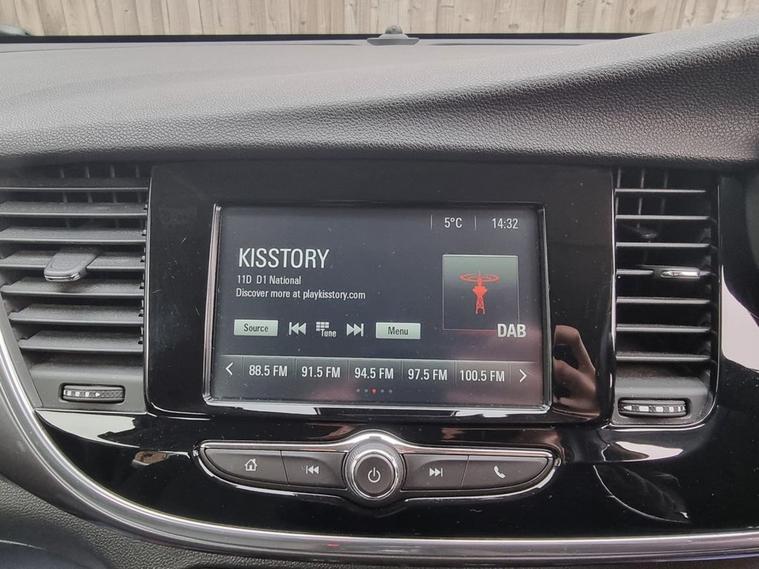 5°C 14:32
KISSTORY
11D D1 National
Discover more at playkisstory.com
Source Tune Menu DAB
88.5 FM 91.5 FM 94.5 FM 97.5 FM 100.5 FM